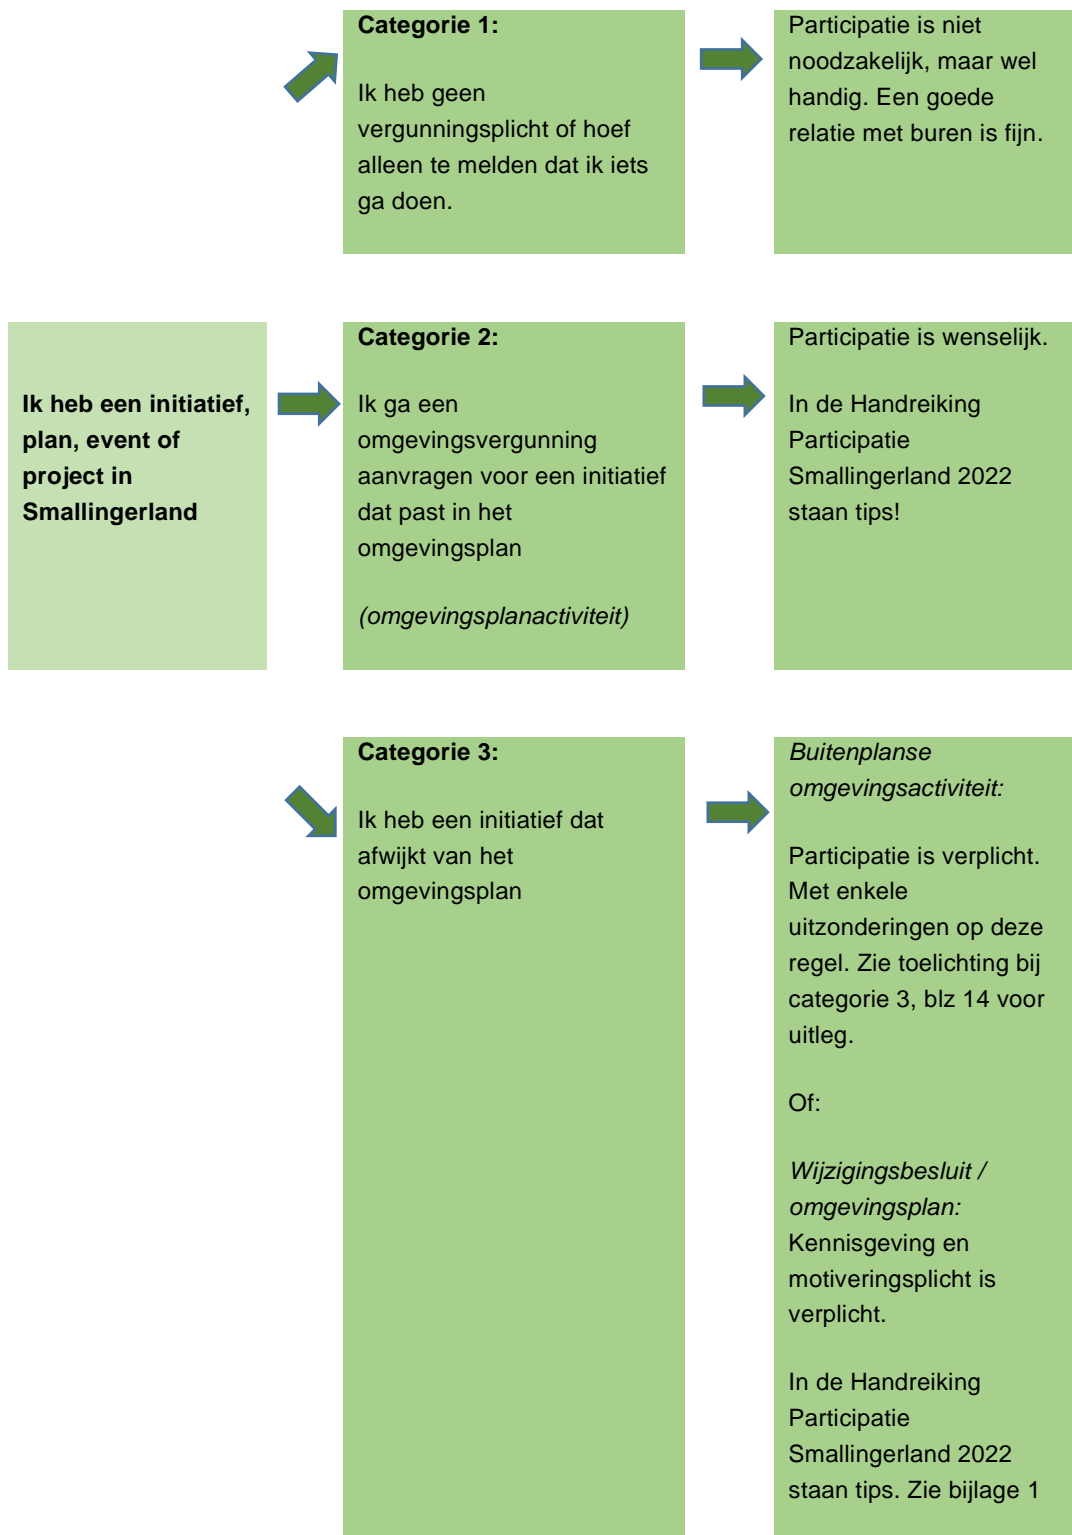 Categorie 1:
Ik heb geen
vergunningsplicht of hoef
alleen te melden dat ik iets
ga doen.
Participatie is niet
noodzakelijk, maar wel
handig. Een goede
relatie met buren is fijn.
Ik heb een initiatief,
plan, event of
project in
Smallingerland
Categorie 2:
Ik ga een
omgevingsvergunning
aanvragen voor een initiatief
dat past in het
omgevingsplan
(omgevingsplanactiviteit)
Participatie is wenselijk.
In de Handreiking
Participatie
Smallingerland 2022
staan tips!
Categorie 3:
Ik heb een initiatief dat
afwijkt van het
omgevingsplan
Buitenplanse
omgevingsactiviteit:
Participatie is verplicht.
Met enkele
uitzonderingen op deze
regel. Zie toelichting bij
categorie 3, blz 14 voor
uitleg.
Of:
Wijzigingsbesluit /
omgevingsplan:
Kennisgeving en
motiveringsplicht is
verplicht.
In de Handreiking
Participatie
Smallingerland 2022
staan tips. Zie bijlage 1